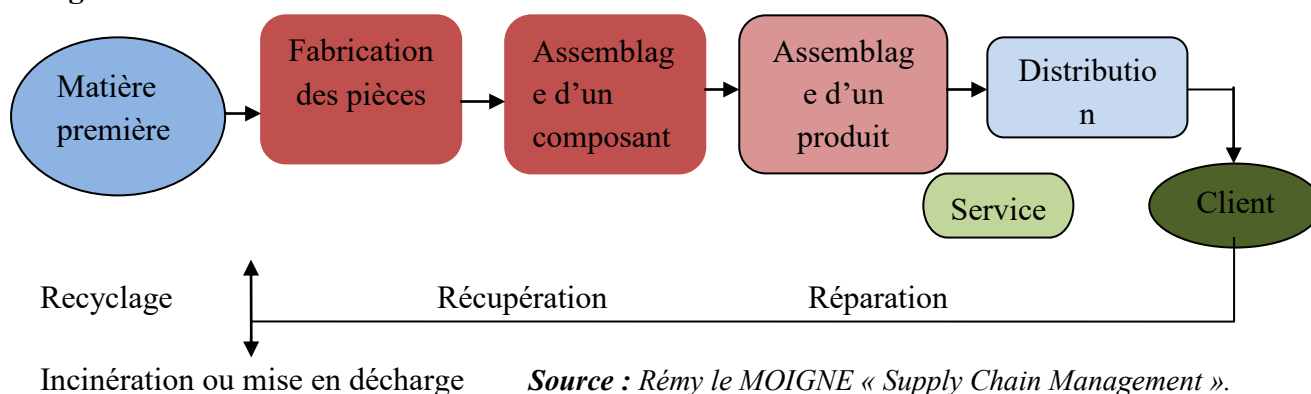 Matière
première
Fabrication
des pièces
Assemblag
e d’un
composant
Assemblag
e d’un
produit
Distributio
n
Service
Client
Recyclage
Récupération
Réparation
Incinération ou mise en décharge
Source : Rémy le MOIGNE « Supply Chain Management ».